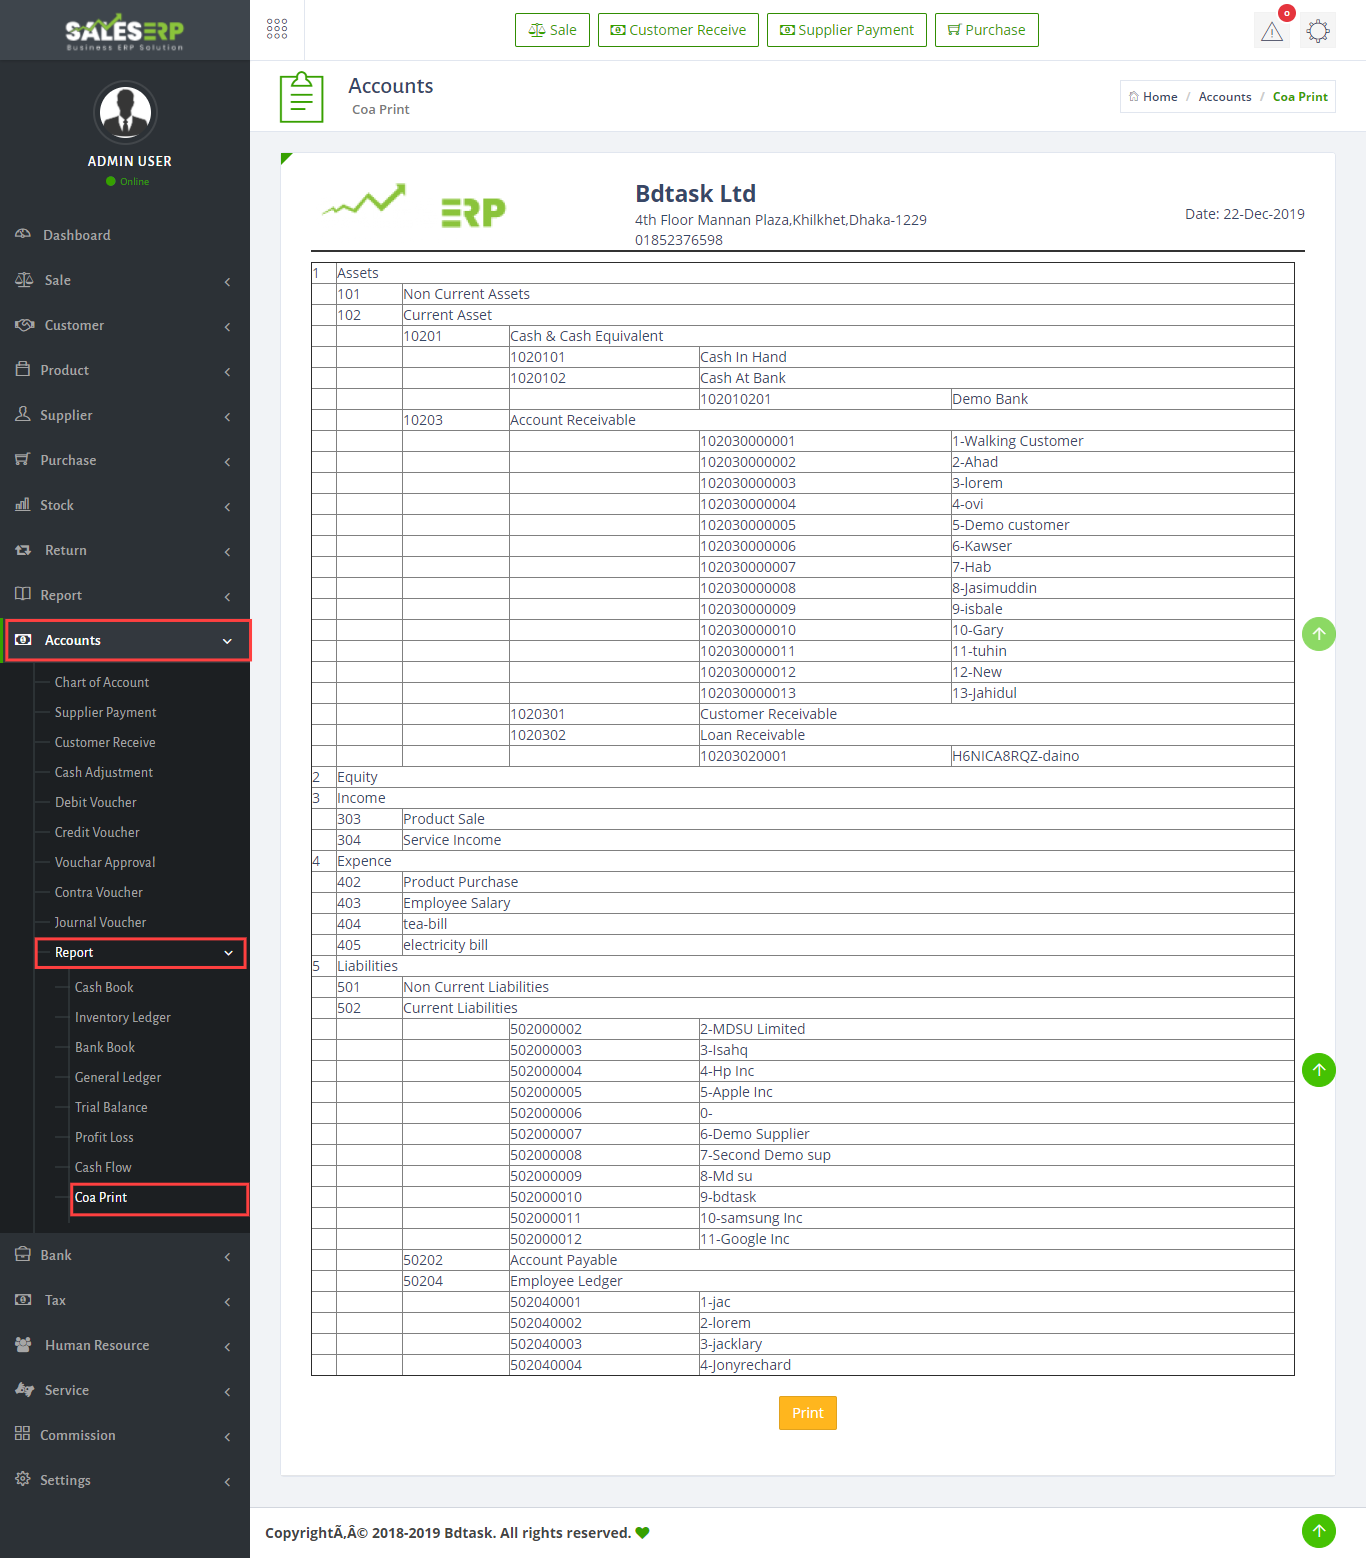 SALESERP
Business ERP Solution
Sale
Customer Receive
Supplier Payment
Purchase
0
ADMIN USER
Online
Dashboard
Sale
Customer
Product
Supplier
Purchase
Stock
Return
Report
Accounts
Chart of Account
Supplier Payment
Customer Receive
Cash Adjustment
Debit Voucher
Credit Voucher
Vouchar Approval
Contra Voucher
Journal Voucher
Report
Cash Book
Inventory Ledger
Bank Book
General Ledger
Trial Balance
Profit Loss
Cash Flow
Coa Print
Bank
Tax
Human Resource
Service
Commission
Settings
Accounts
Coa Print
Home / Accounts / Coa Print
ERP
Bdtask Ltd
4th Floor Mannan Plaza,Khilkhet,Dhaka-1229
01852376598
Date: 22-Dec-2019
1 Assets
101 Non Current Assets
102 Current Asset
10201 Cash & Cash Equivalent
1020101 Cash In Hand
1020102 Cash At Bank
102010201 Demo Bank
10203 Account Receivable
102030000001 1-Walking Customer
102030000002 2-Ahad
102030000003 3-lorem
102030000004 4-ovi
102030000005 5-Demo customer
102030000006 6-Kawser
102030000007 7-Hab
102030000008 8-Jasimuddin
102030000009 9-isbale
102030000010 10-Gary
102030000011 11-tuhin
102030000012 12-New
102030000013 13-Jahidul
1020301 Customer Receivable
1020302 Loan Receivable
10203020001 H6NICA8RQZ-daino
2 Equity
3 Income
303 Product Sale
304 Service Income
4 Expence
402 Product Purchase
403 Employee Salary
404 tea-bill
405 electricity bill
5 Liabilities
501 Non Current Liabilities
502 Current Liabilities
502000002 2-MDSU Limited
502000003 3-Isahq
502000004 4-Hp Inc
502000005 5-Apple Inc
502000006 0-
502000007 6-Demo Supplier
502000008 7-Second Demo sup
502000009 8-Md su
502000010 9-bdtask
502000011 10-samsung Inc
502000012 11-Google Inc
50202 Account Payable
50204 Employee Ledger
502040001 1-jac
502040002 2-lorem
502040003 3-jacklary
502040004 4-Jonyrechard
Print
CopyrightÃ‚Â© 2018-2019 Bdtask. All rights reserved.